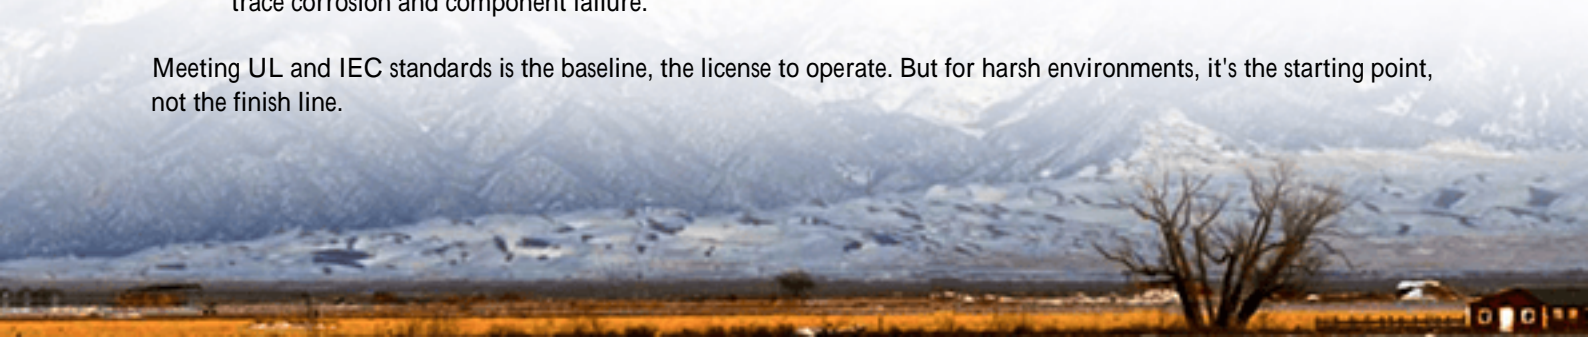 trace corrosion and component failure.
Meeting UL and IEC standards is the baseline, the license to operate. But for harsh environments, it's the starting point,
not the finish line.